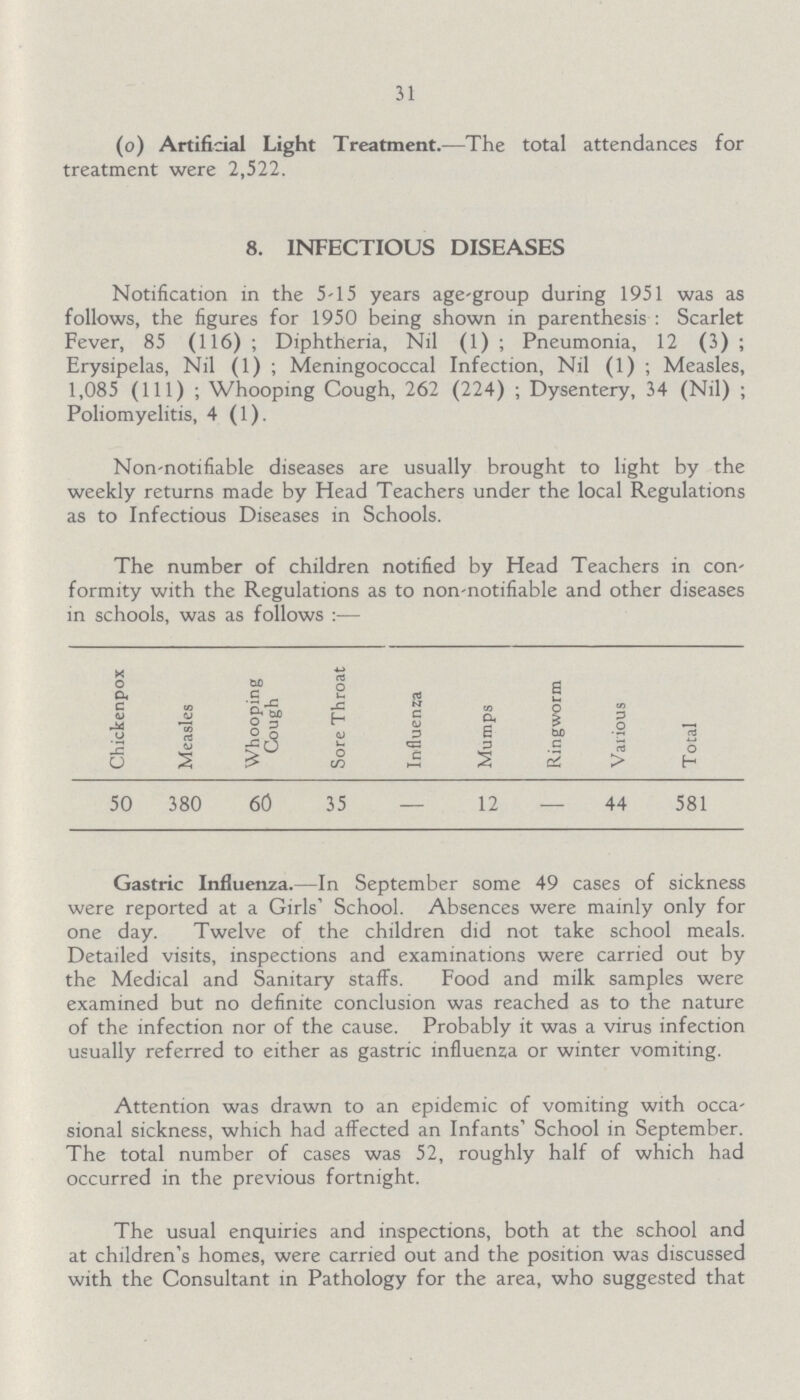 31
(o) Artificial Light Treatment.—The total attendances for
treatment were 2,522.
8. INFECTIOUS DISEASES
Notification in the 5-15 years age-group during 1951 was as
follows, the figures for 1950 being shown in parenthesis : Scarlet
Fever, 85 (116) ; Diphtheria, Nil (1) ; Pneumonia, 12 (3) ;
Erysipelas, Nil (1) ; Meningococcal Infection, Nil (1) ; Measles,
1,085 (111) ; Whooping Cough, 262 (224) ; Dysentery, 34 (Nil) ;
Poliomyelitis, 4 (1).
Non-notifiable diseases are usually brought to light by the
weekly returns made by Head Teachers under the local Regulations
as to Infectious Diseases in Schools.
The number of children notified by Head Teachers in con-
formity with the Regulations as to non-notifiable and other diseases
in schools, was as follows :—
Chickenpox Measles Whooping Cough Sore Throat Influenza Mumps Ringworm Various Total
50 380 60 35 — 12 — 44 581
Gastric Influenza.—In September some 49 cases of sickness
were reported at a Girls' School. Absences were mainly only for
one day. Twelve of the children did not take school meals.
Detailed visits, inspections and examinations were carried out by
the Medical and Sanitary staffs. Food and milk samples were
examined but no definite conclusion was reached as to the nature
of the infection nor of the cause. Probably it was a virus infection
usually referred to either as gastric influenza or winter vomiting.
Attention was drawn to an epidemic of vomiting with occa-
sional sickness, which had affected an Infants' School in September.
The total number of cases was 52, roughly half of which had
occurred in the previous fortnight.
The usual enquiries and inspections, both at the school and
at children's homes, were carried out and the position was discussed
with the Consultant in Pathology for the area, who suggested that